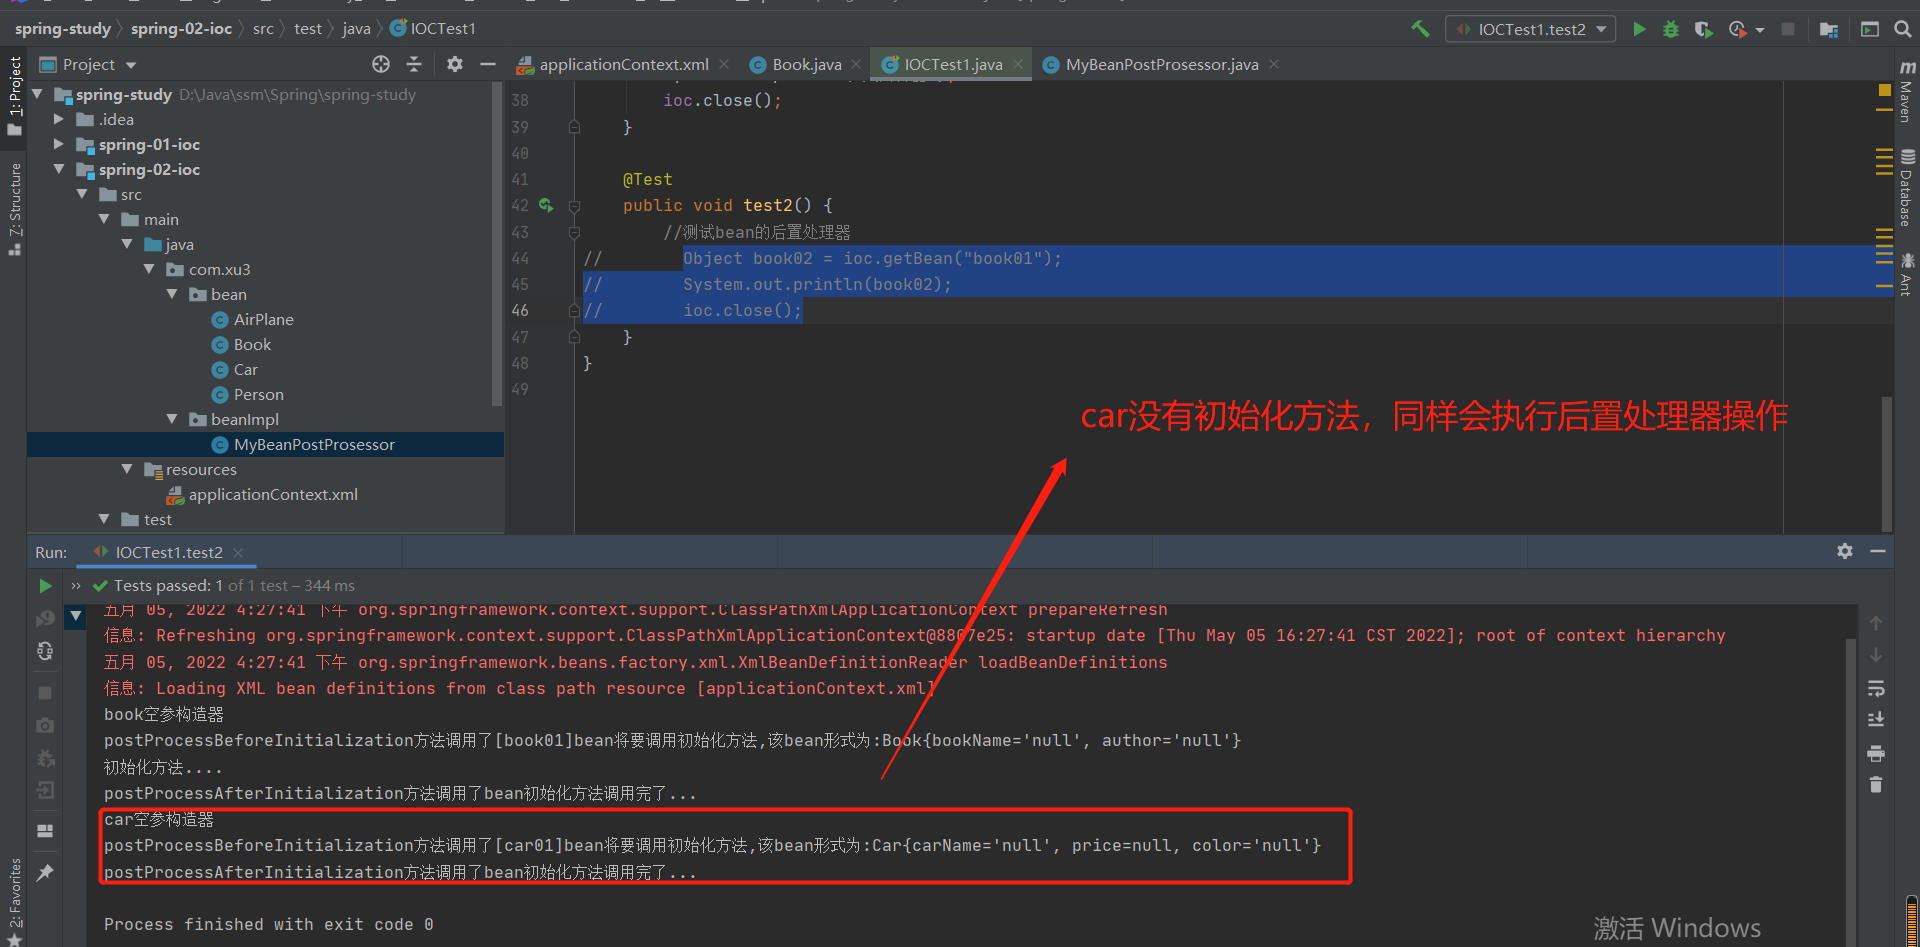 spring-study spring-02-ioc src test java IOCTest1
IOCTest1.test2
Project
applicationContext.xml
Book.java
IOCTest1.java
MyBeanPostProsessor.java
1: Project
7: Structure
2: Favorites
Maven
Database
Ant
spring-study D:\Java\ssm\Spring\spring-study
.idea
spring-01-ioc
spring-02-ioc
src
main
java
com.xu3
bean
AirPlane
Book
Car
Person
beanImpl
MyBeanPostProsessor
resources
applicationContext.xml
test
38 ioc.close();
39 }
40
41 @Test
42 public void test2() {
43 //测试bean的后置处理器
44 // Object book02 = ioc.getBean("book01");
45 // System.out.println(book02);
46 // ioc.close();
47 }
48 }
49
car没有初始化方法，同样会执行后置处理器操作
Run: IOCTest1.test2
Tests passed: 1 of 1 test – 344 ms
五月 05, 2022 4:27:41 下午 org.springframework.context.support.ClassPathXmlApplicationContext prepareRefresh
信息: Refreshing org.springframework.context.support.ClassPathXmlApplicationContext@8807e25: startup date [Thu May 05 16:27:41 CST 2022]; root of context hierarchy
五月 05, 2022 4:27:41 下午 org.springframework.beans.factory.xml.XmlBeanDefinitionReader loadBeanDefinitions
信息: Loading XML bean definitions from class path resource [applicationContext.xml]
book空参构造器
postProcessBeforeInitialization方法调用了[book01]bean将要调用初始化方法,该bean形式为:Book{bookName='null', author='null'}
初始化方法....
postProcessAfterInitialization方法调用了bean初始化方法调用完了...
car空参构造器
postProcessBeforeInitialization方法调用了[car01]bean将要调用初始化方法,该bean形式为:Car{carName='null', price=null, color='null'}
postProcessAfterInitialization方法调用了bean初始化方法调用完了...
Process finished with exit code 0
激活 Windows